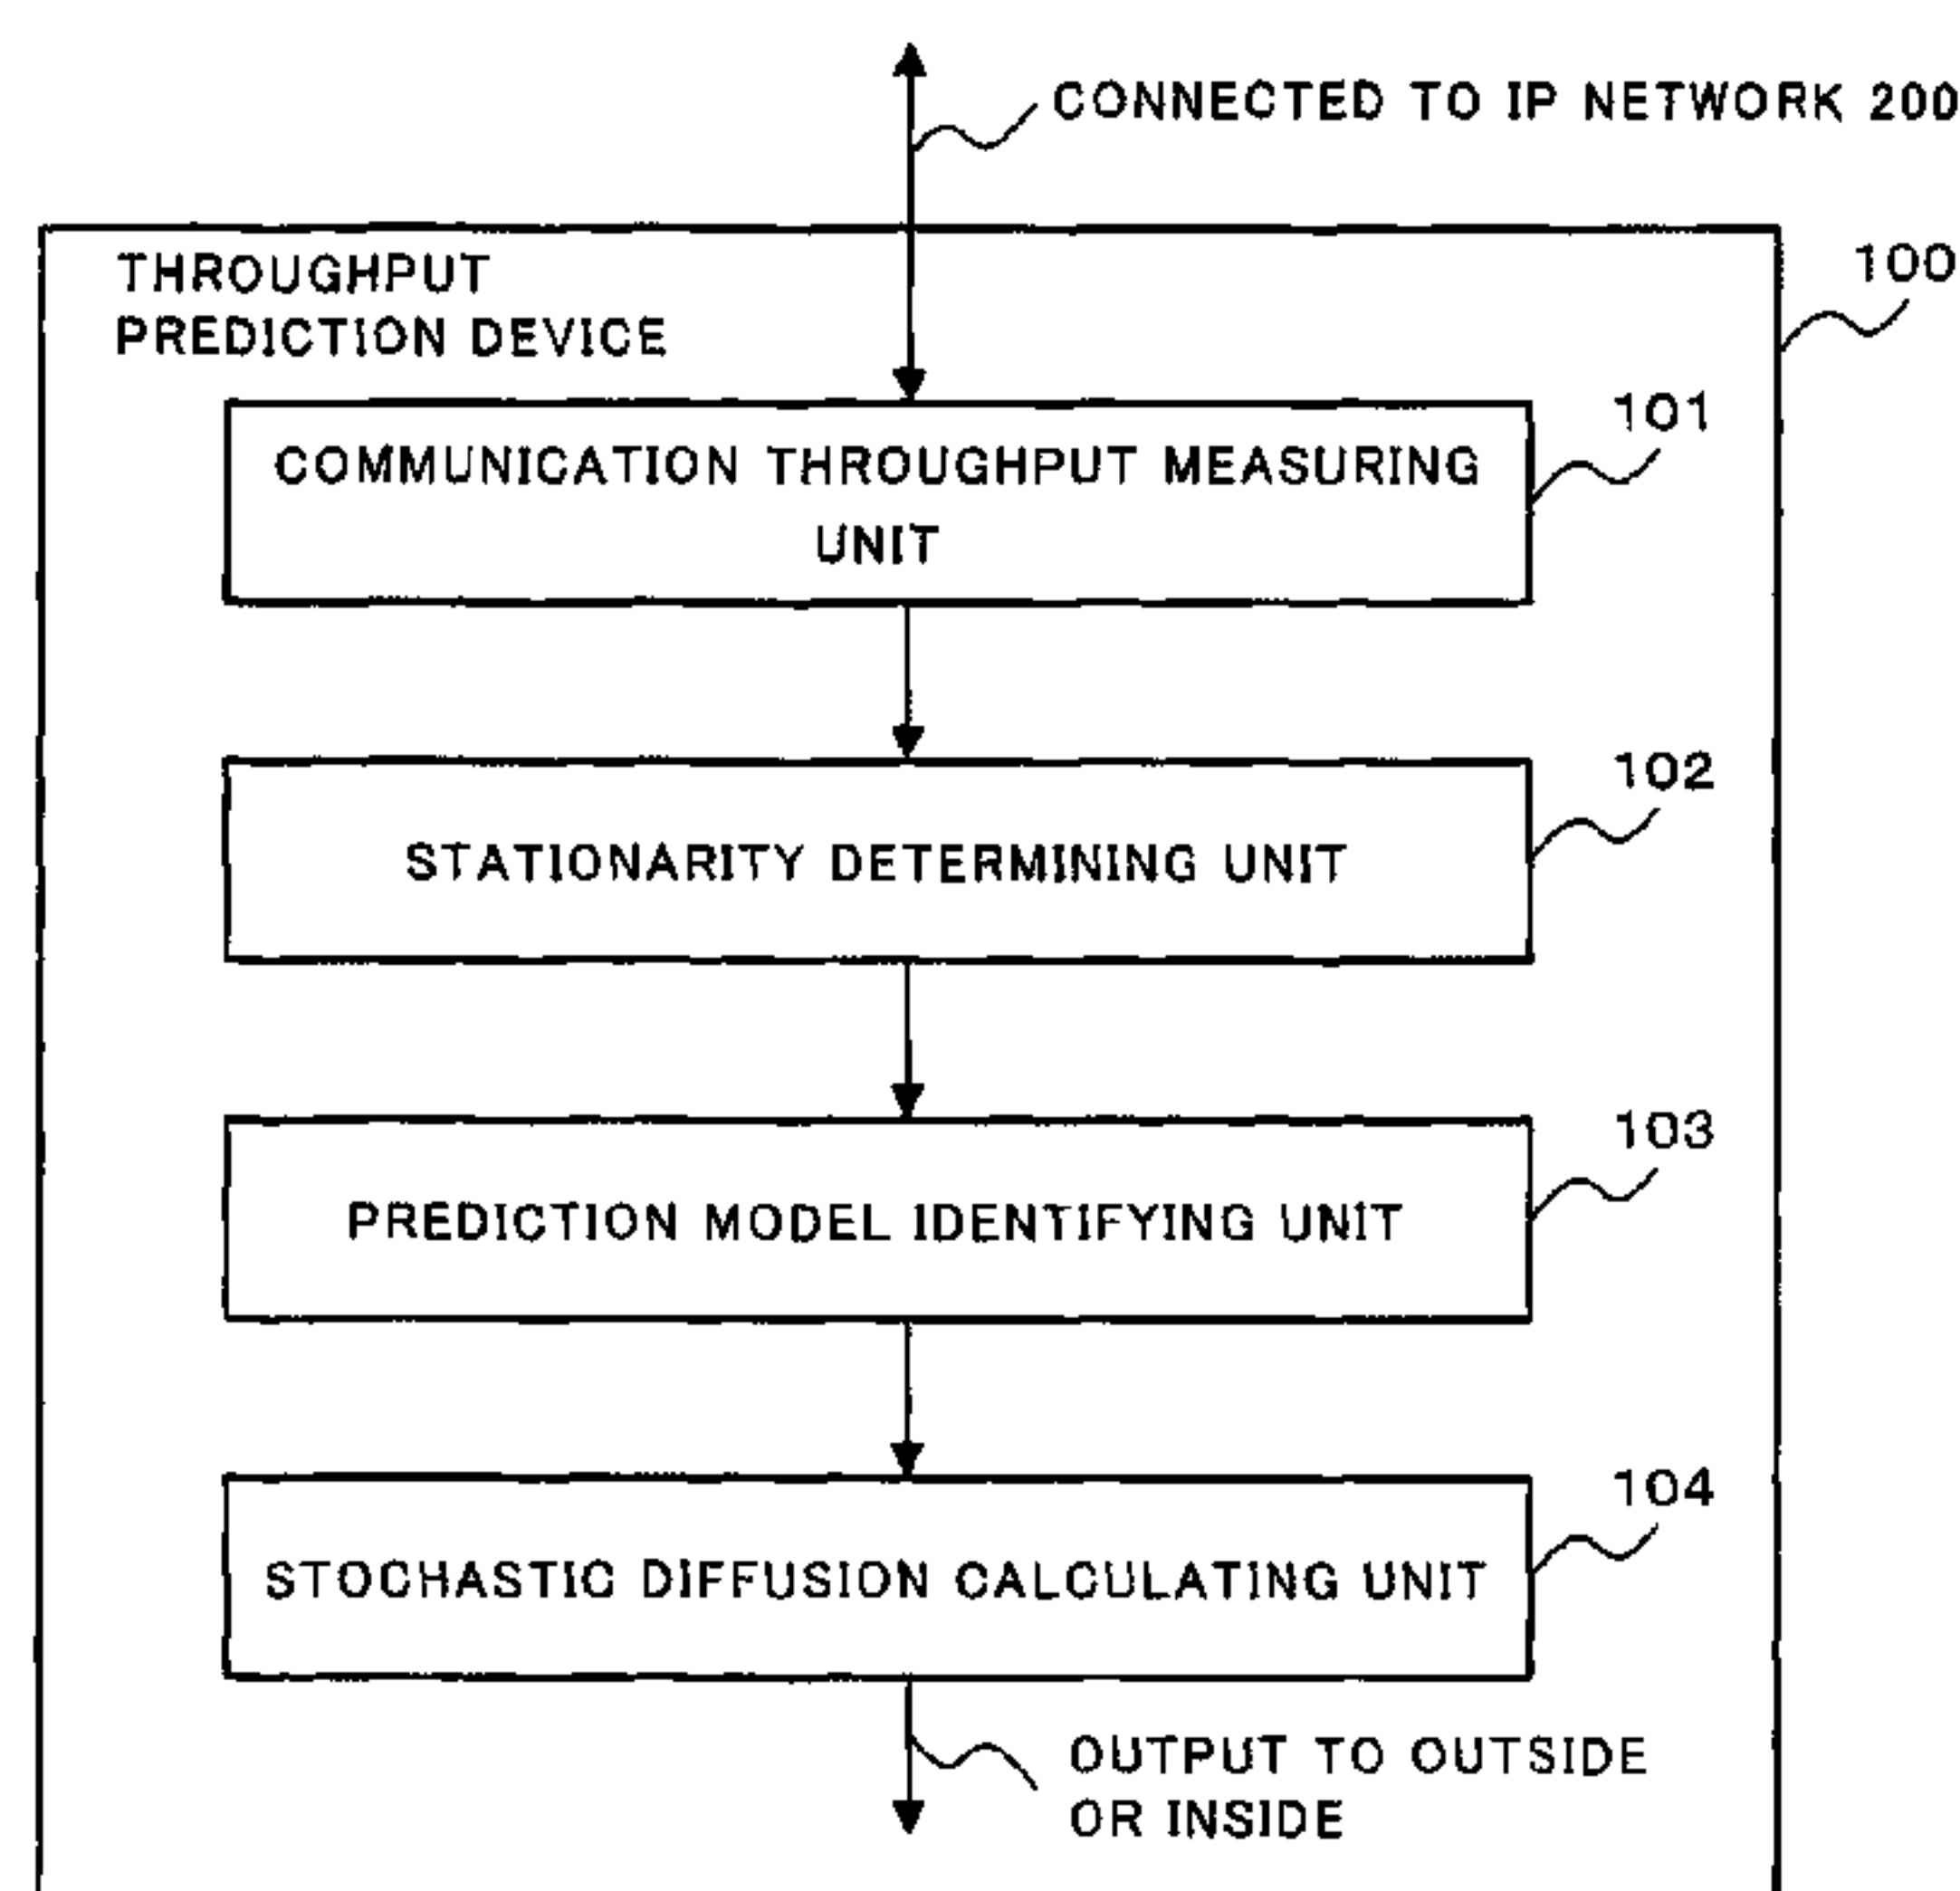 CONNECTED TO IP NETWORK 200
THROUGHPUT
PREDICTION DEVICE
100
101
COMMUNICATION THROUGHPUT MEASURING
UNIT
102
STATIONARITY DETERMINING UNIT
103
PREDICTION MODEL IDENTIFYING UNIT
104
STOCHASTIC DIFFUSION CALCULATING UNIT
OUTPUT TO OUTSIDE
OR INSIDE